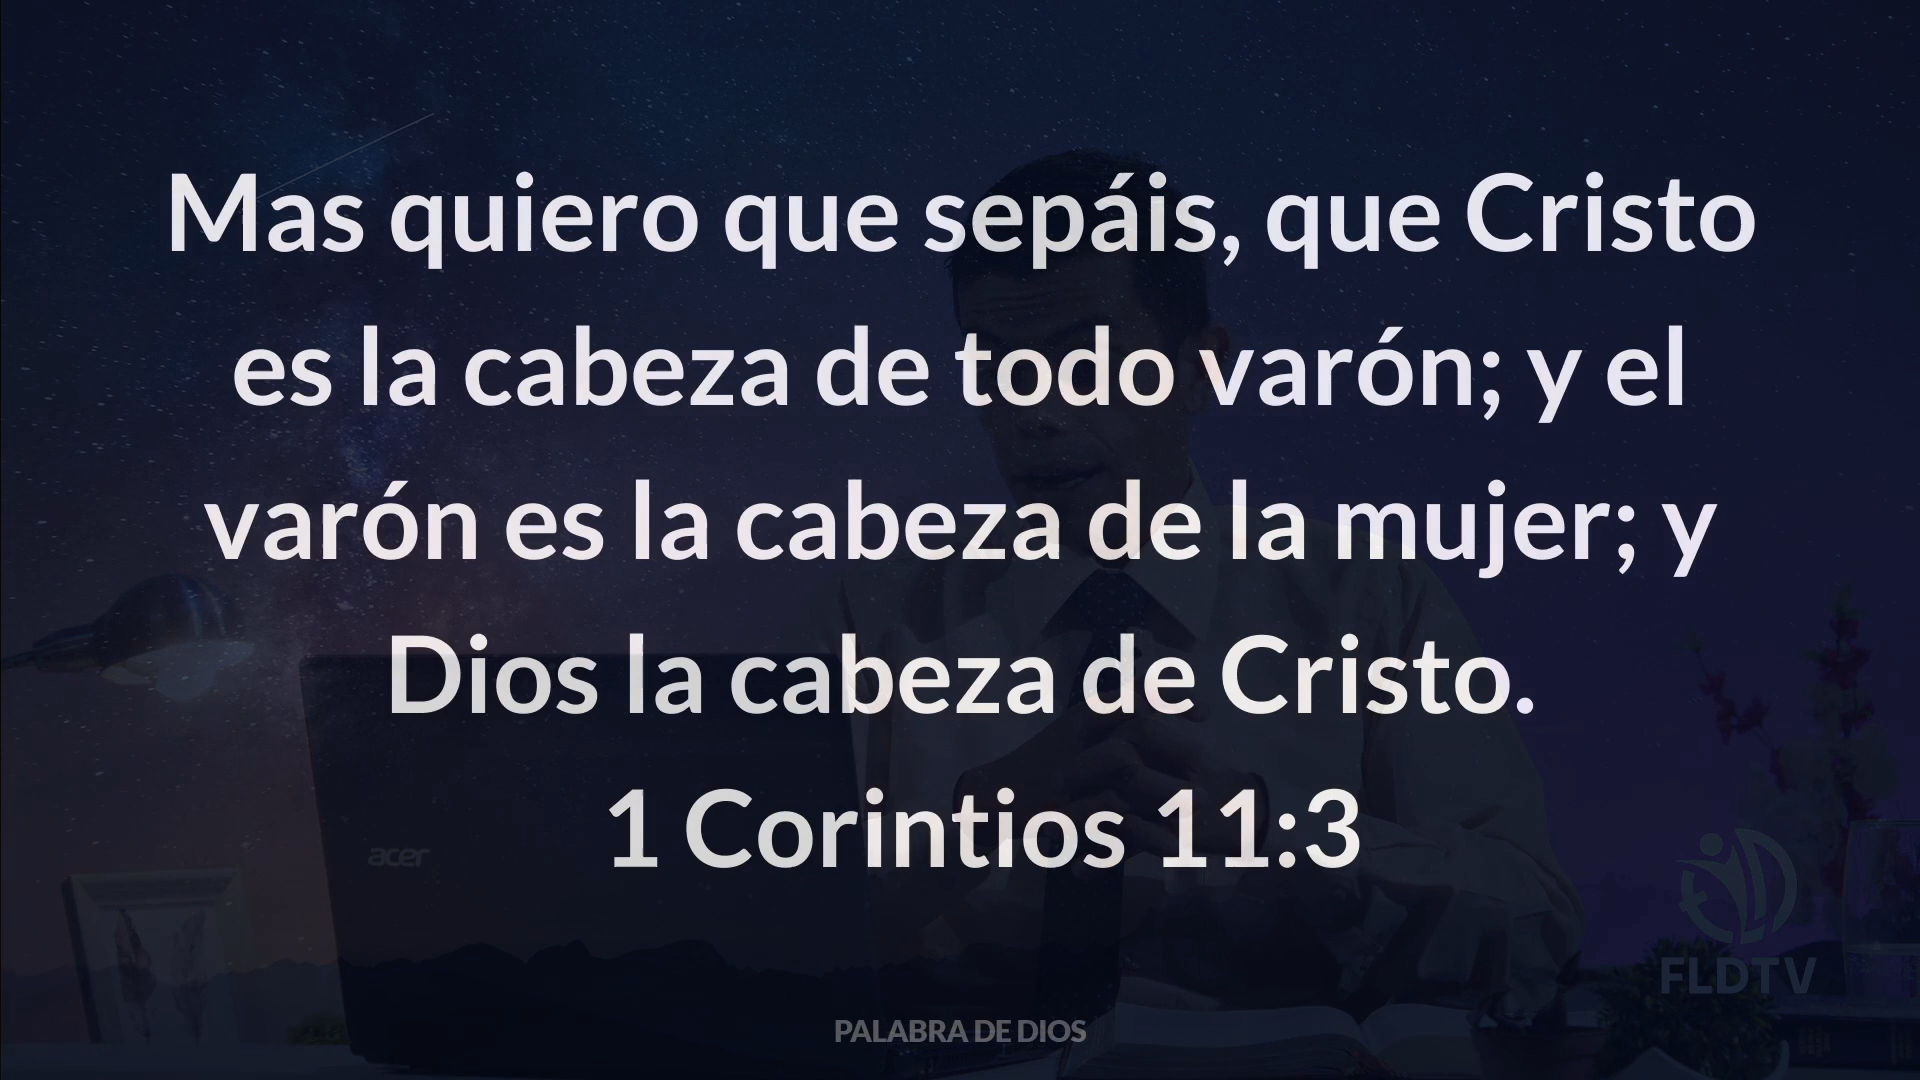 Mas quiero que sepáis, que Cristo
es la cabeza de todo varón; y el
varón es la cabeza de la mujer; y
Dios la cabeza de Cristo.
1 Corintios 11:3
acer
FLDTV
PALABRA DE DIOS